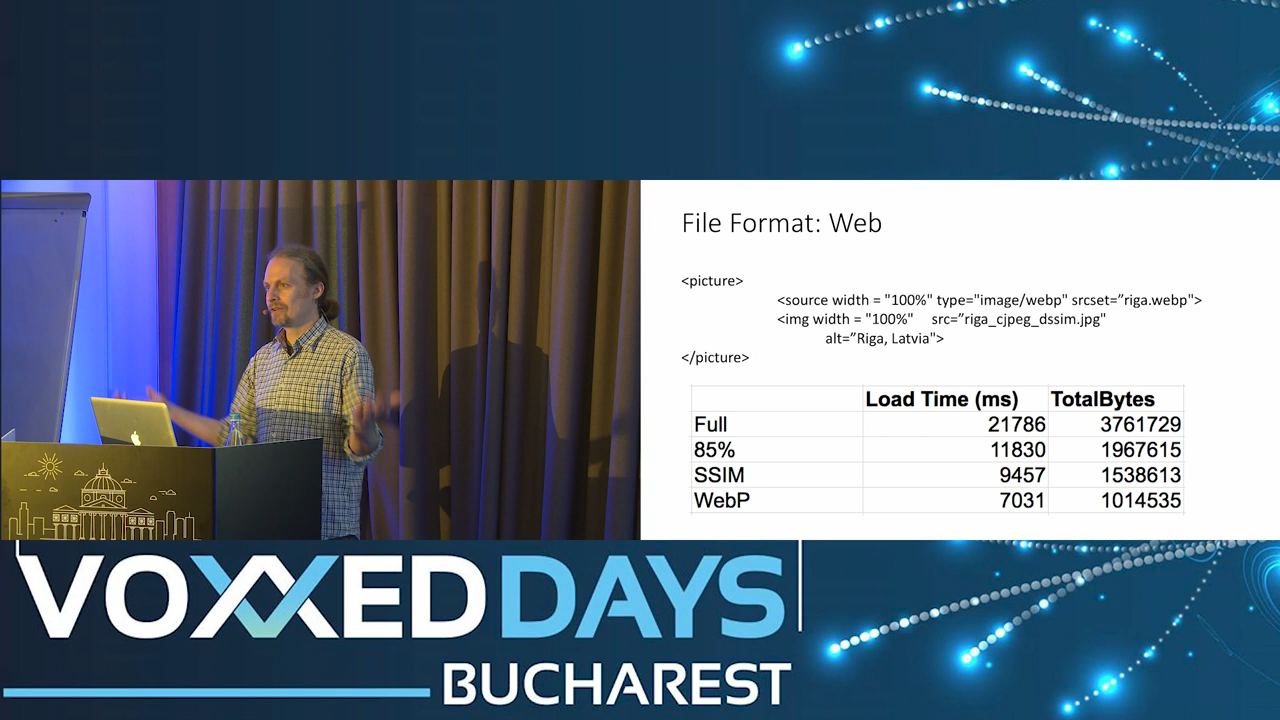 File Format: Web
<picture>
<source width = "100%" type="image/webp" srcset=”riga.webp">
<img width = "100%" src=”riga_cjpeg_dssim.jpg"
alt=”Riga, Latvia">
</picture>
Load Time (ms) TotalBytes
Full 21786 3761729
85% 11830 1967615
SSIM 9457 1538613
WebP 7031 1014535
VOXXED DAYS
BUCHAREST